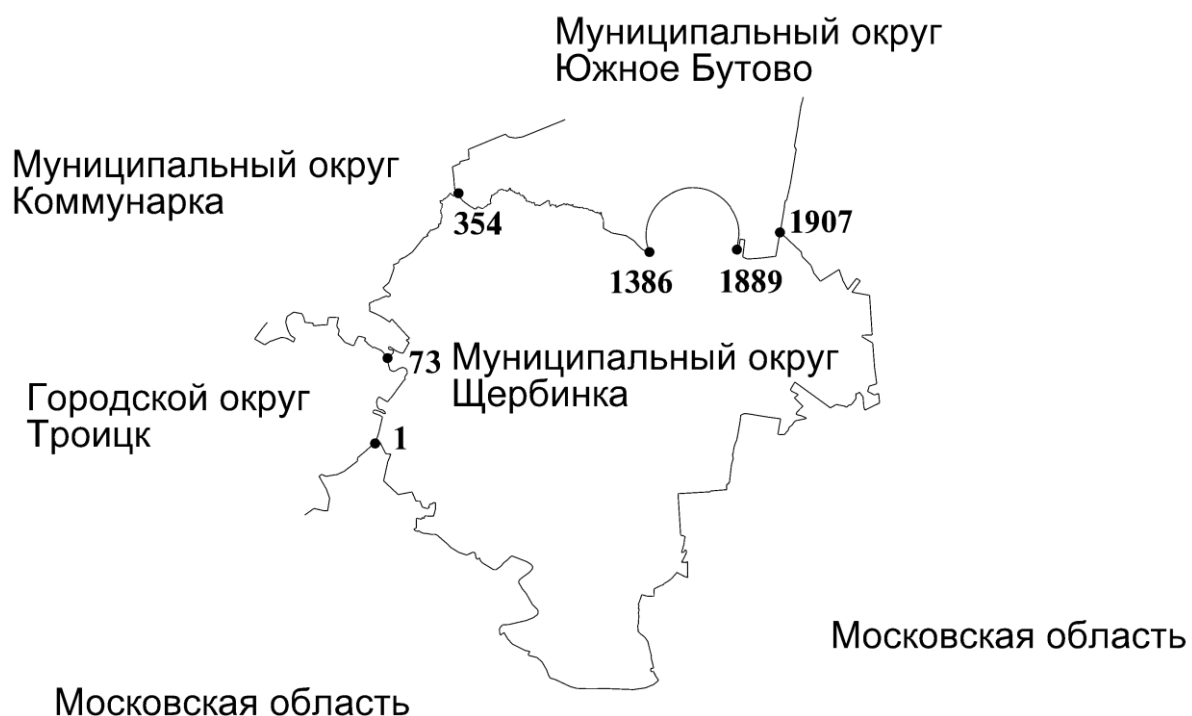 Муниципальный округ
Южное Бутово
Муниципальный округ
Коммунарка
354
1907
1386
1889
73
Муниципальный округ
Щербинка
Городской округ
Троицк
1
Московская область
Московская область